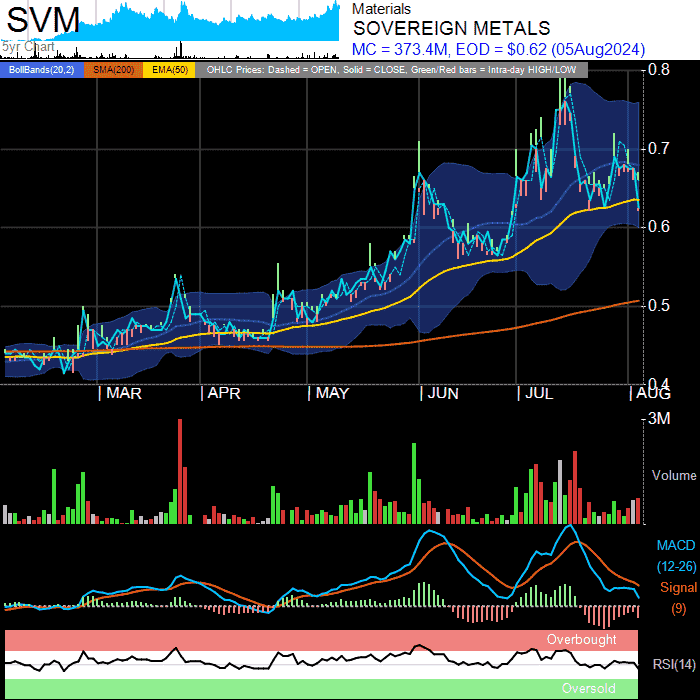 SVM
5yr Chart
Materials
SOVEREIGN METALS
MC = 373.4M, EOD = $0.62 (05Aug2024)
BollBands(20,2) SMA(200) EMA(50) OHLC Prices: Dashed = OPEN, Solid = CLOSE, Green/Red bars = Intra-day HIGH/LOW
0.8
0.7
0.6
0.5
0.4
| MAR | APR | MAY | JUN | JUL | AUG
3M
Volume
MACD
(12-26)
Signal
(9)
Overbought
RSI(14)
Oversold